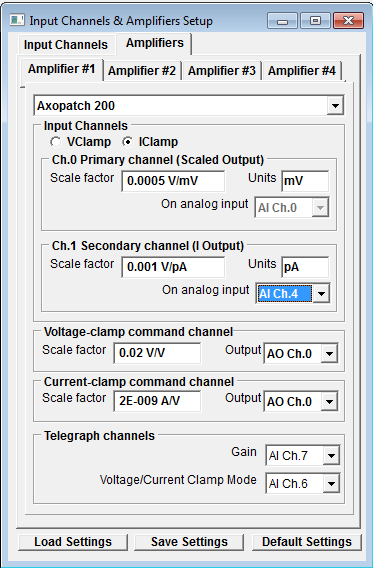 Input Channels & Amplifiers Setup
Input Channels Amplifiers
Amplifier #1 Amplifier #2 Amplifier #3 Amplifier #4
Axopatch 200
Input Channels
VClamp IClamp
Ch.0 Primary channel (Scaled Output)
Scale factor 0.0005 V/mV Units mV
On analog input AI Ch.0
Ch.1 Secondary channel (I Output)
Scale factor 0.001 V/pA Units pA
On analog input AI Ch.4
Voltage-clamp command channel
Scale factor 0.02 V/V Output AO Ch.0
Current-clamp command channel
Scale factor 2E-009 A/V Output AO Ch.0
Telegraph channels
Gain AI Ch.7
Voltage/Current Clamp Mode AI Ch.6
Load Settings Save Settings Default Settings